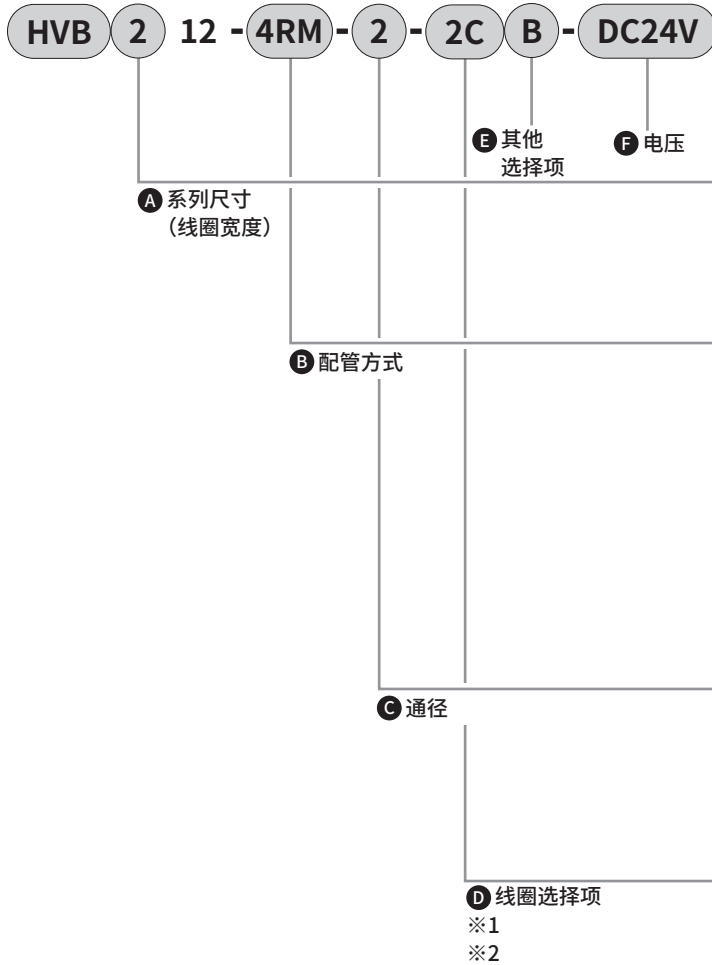 HVB 2 12 - 4RM - 2 - 2C B - DC24V
E 其他
选择项
F 电压
A 系列尺寸
（线圈宽度）
B 配管方式
C 通径
D 线圈选择项
※1
※2